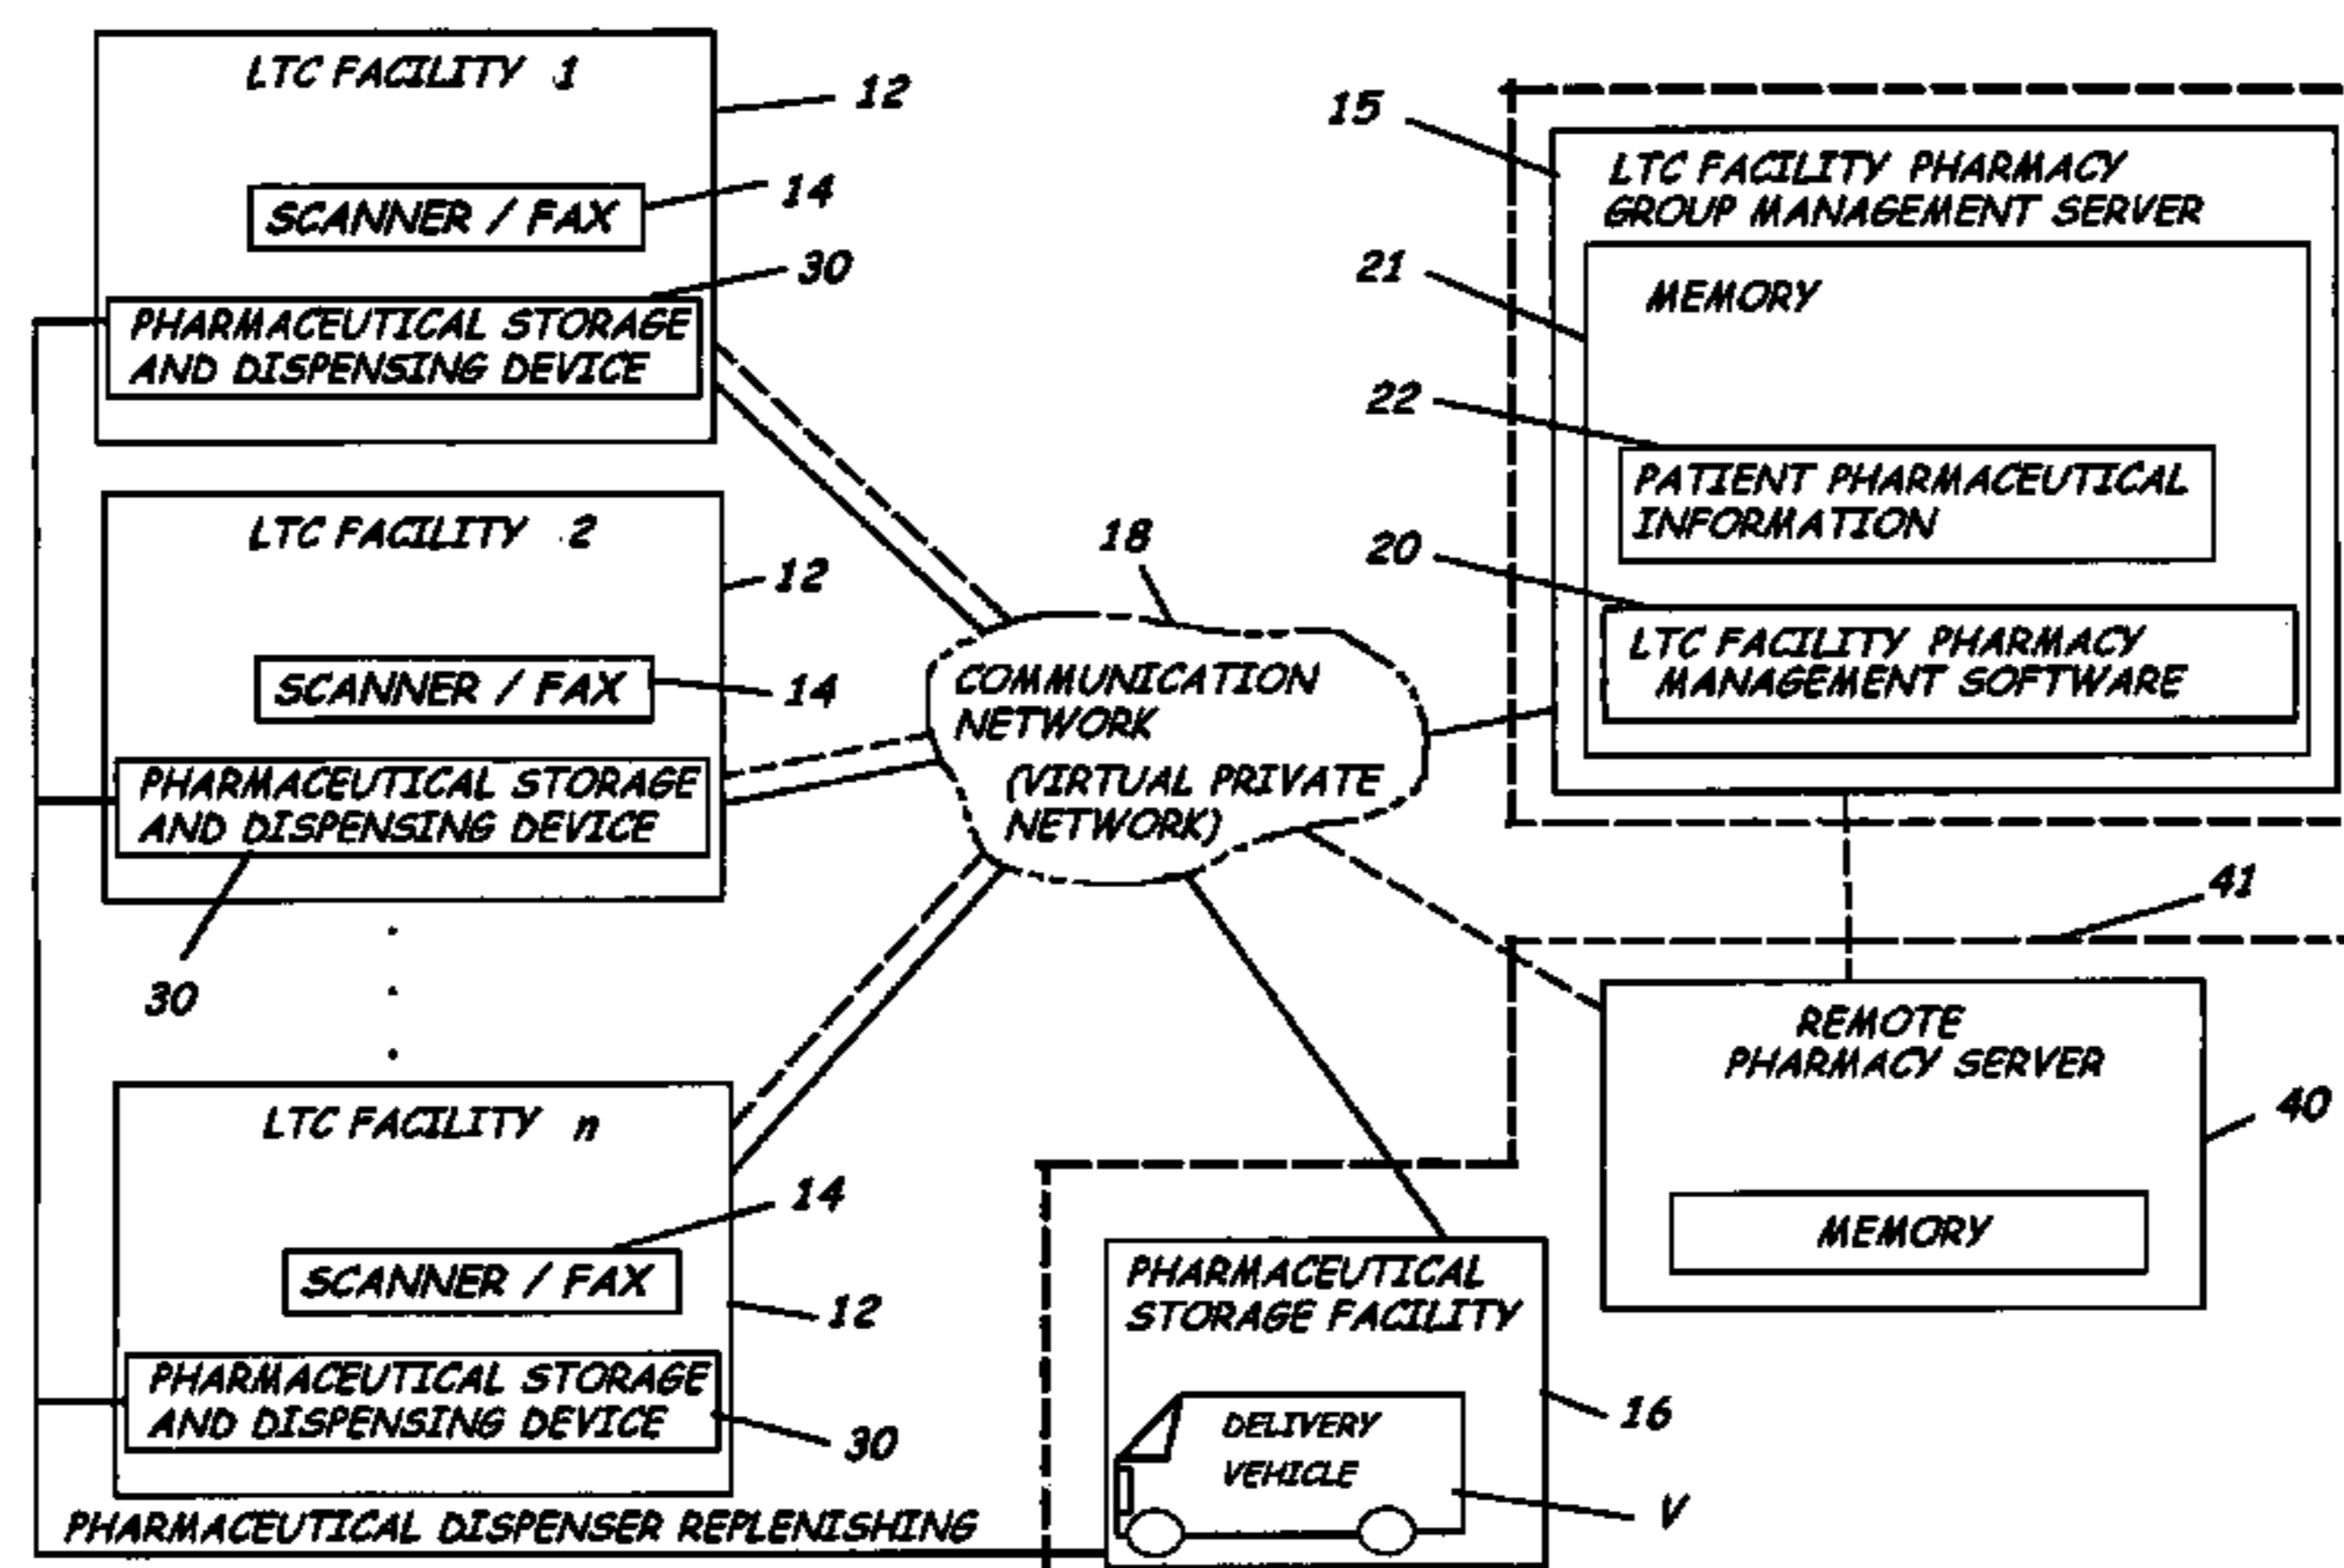 LTC FACILITY 1
12
SCANNER / FAX
14
30
PHARMACEUTICAL STORAGE
AND DISPENSING DEVICE
LTC FACILITY 2
12
SCANNER / FAX
14
PHARMACEUTICAL STORAGE
AND DISPENSING DEVICE
30
LTC FACILITY n
14
SCANNER / FAX
12
PHARMACEUTICAL STORAGE
AND DISPENSING DEVICE
30
PHARMACEUTICAL DISPENSER REPLENISHING
18
COMMUNICATION
NETWORK
(VIRTUAL PRIVATE
NETWORK)
15
LTC FACILITY PHARMACY
GROUP MANAGEMENT SERVER
21
MEMORY
22
PATIENT PHARMACEUTICAL
INFORMATION
20
LTC FACILITY PHARMACY
MANAGEMENT SOFTWARE
41
REMOTE
PHARMACY SERVER
40
MEMORY
PHARMACEUTICAL
STORAGE FACILITY
16
DELIVERY
VEHICLE
V